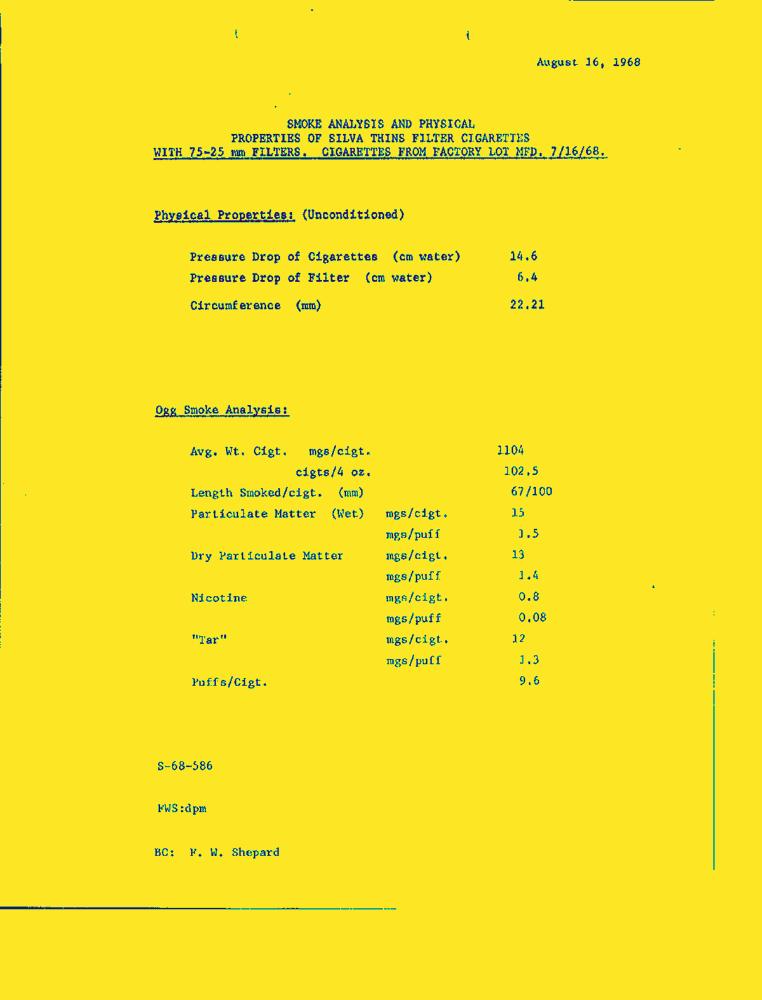 August 16, 1968
SMOKE ANALYSIS AND PHYSICAL
PROPERTIES OF SILVA THINS FILTER CIGARETTES
WITH 75-25 mm FILTERS. CIGARETTES FROM FACTORY LOT MFD. 7/16/68.
Physical Properties: (Unconditioned)
Pressure Drop of Cigarettes (cm water) 14.6
Pressure Drop of Filter (cm water) 6.4
Circumference (mm) 22.21
Ogg Smoke Analysis:
Avg. Wt. Cigt. mgs/cigt. 1104
cigts/4 oz. 102.5
Length Smoked/cigt. (mm) 67/100
Particulate Matter (Wet) mgs/cigt. 15
mgs/puff 1.5
Dry Particulate Matter mgs/cigt. 13
mgs/puff 1.4
Nicotine mgs/cigt. 0.8
mgs/puff 0.08
"Tar" mgs/cigt. 12
mgs/puff 1.3
Puffs/Cigt. 9.6
S-68-586
FWS:dpm
BC: F. W. Shepard